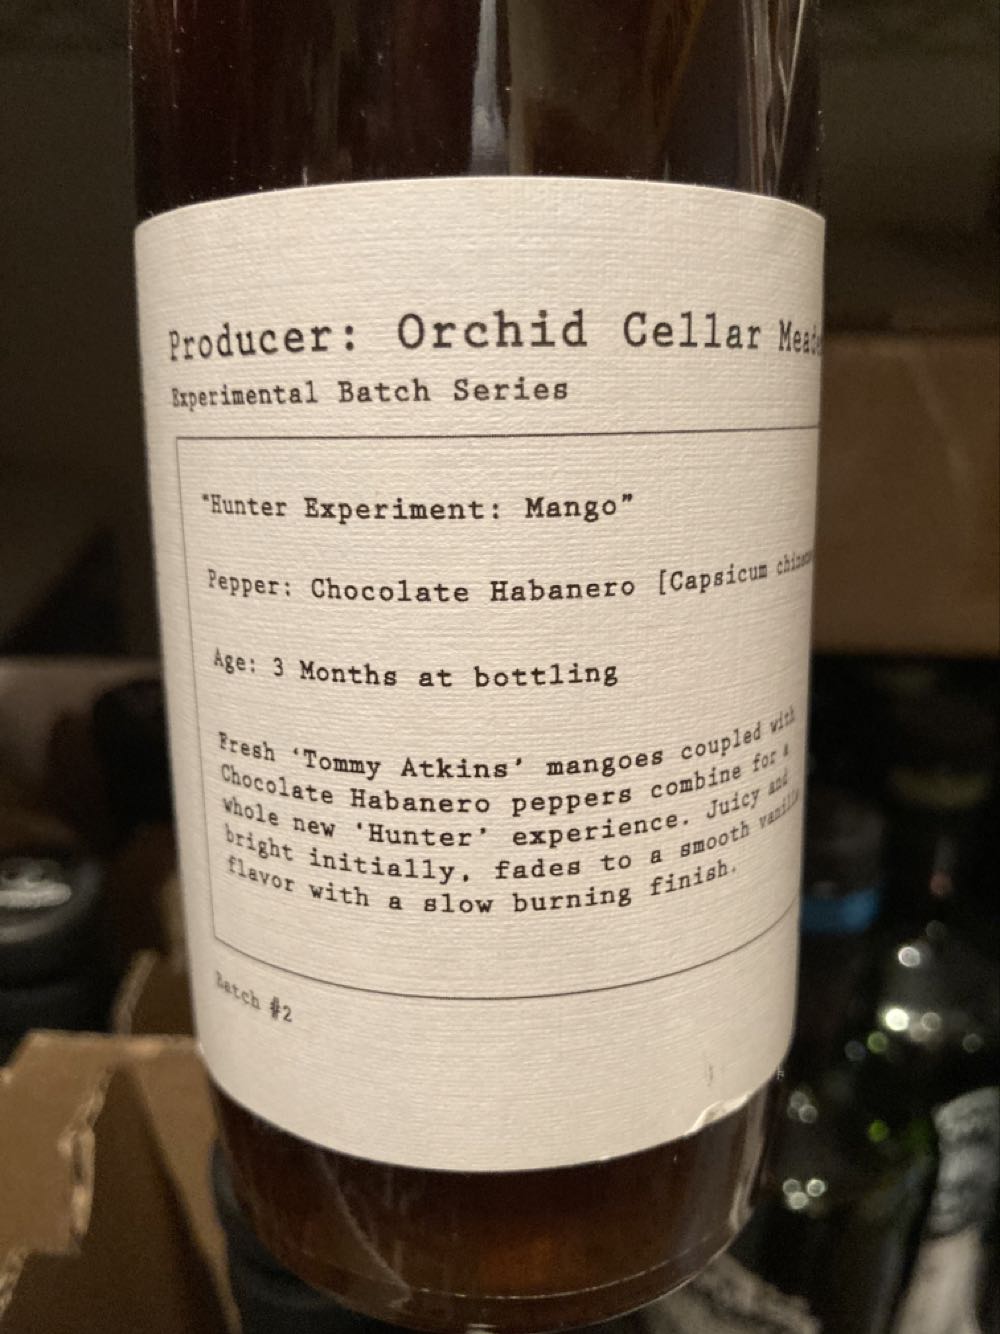 Producer: Orchid Cellar
Experimental Batch Series
"Hunter Experiment: Mango"
Pepper: Chocolate Habanero [Capsicum
Age: 3 Months at bottling
Fresh 'Tommy Atkins' mangoes coupled with
Chocolate Habanero peppers combine for a
whole new 'Hunter' experience. Juicy and
bright initially, fades to a smooth vanilla
flavor with a slow burning finish.
Batch #2